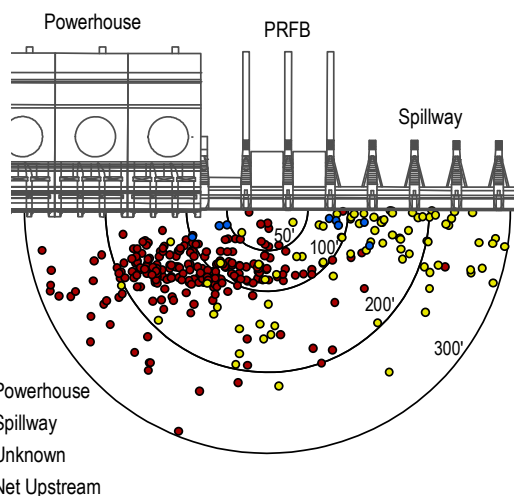 Powerhouse
PRFB
Spillway
50'
100'
200'
300'
Powerhouse
Spillway
Unknown
Net Upstream